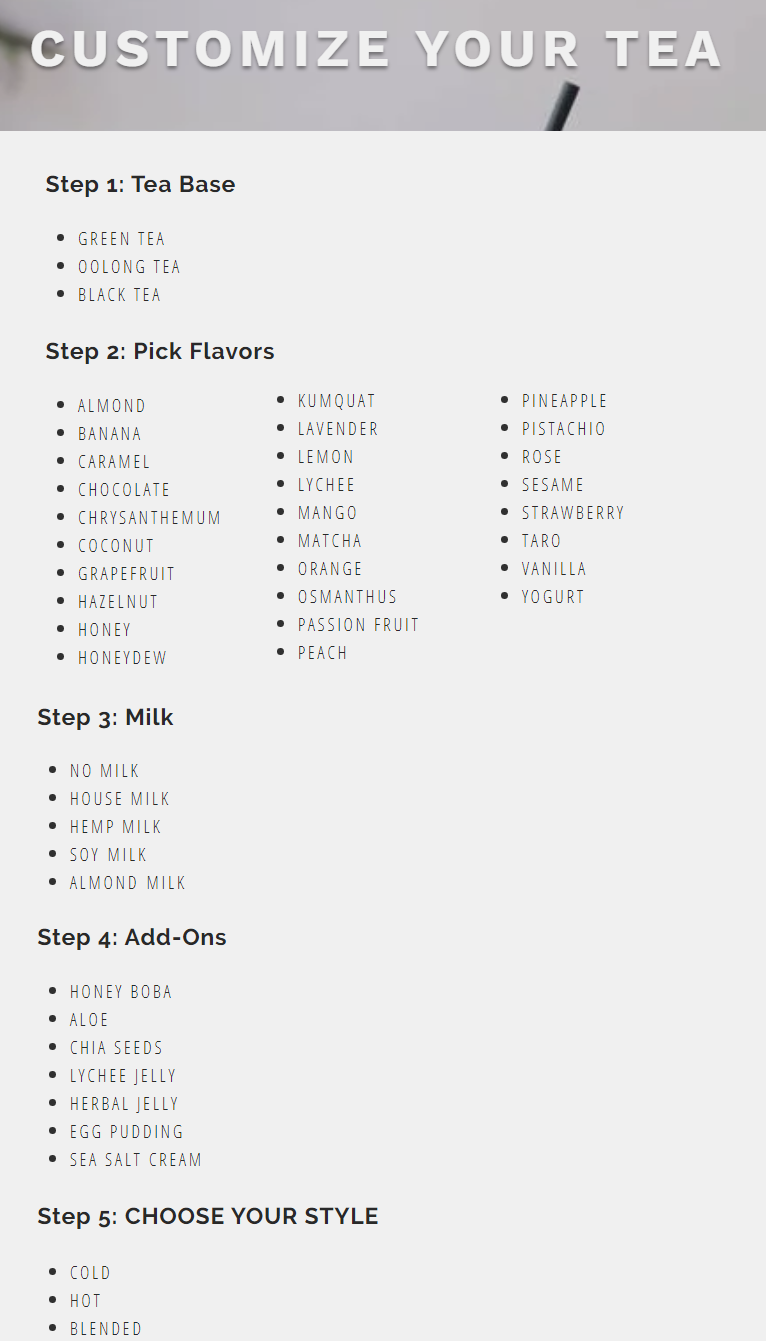 CUSTOMIZE YOUR TEA
Step 1: Tea Base
GREEN TEA
OOLONG TEA
BLACK TEA
Step 2: Pick Flavors
ALMOND
BANANA
CARAMEL
CHOCOLATE
CHRYSANTHEMUM
COCONUT
GRAPEFRUIT
HAZELNUT
HONEY
HONEYDEW
KUMQUAT
LAVENDER
LEMON
LYCHEE
MANGO
MATCHA
ORANGE
OSMANTHUS
PASSION FRUIT
PEACH
PINEAPPLE
PISTACHIO
ROSE
SESAME
STRAWBERRY
TARO
VANILLA
YOGURT
Step 3: Milk
NO MILK
HOUSE MILK
HEMP MILK
SOY MILK
ALMOND MILK
Step 4: Add-Ons
HONEY BOBA
ALOE
CHIA SEEDS
LYCHEE JELLY
HERBAL JELLY
EGG PUDDING
SEA SALT CREAM
Step 5: CHOOSE YOUR STYLE
COLD
HOT
BLENDED